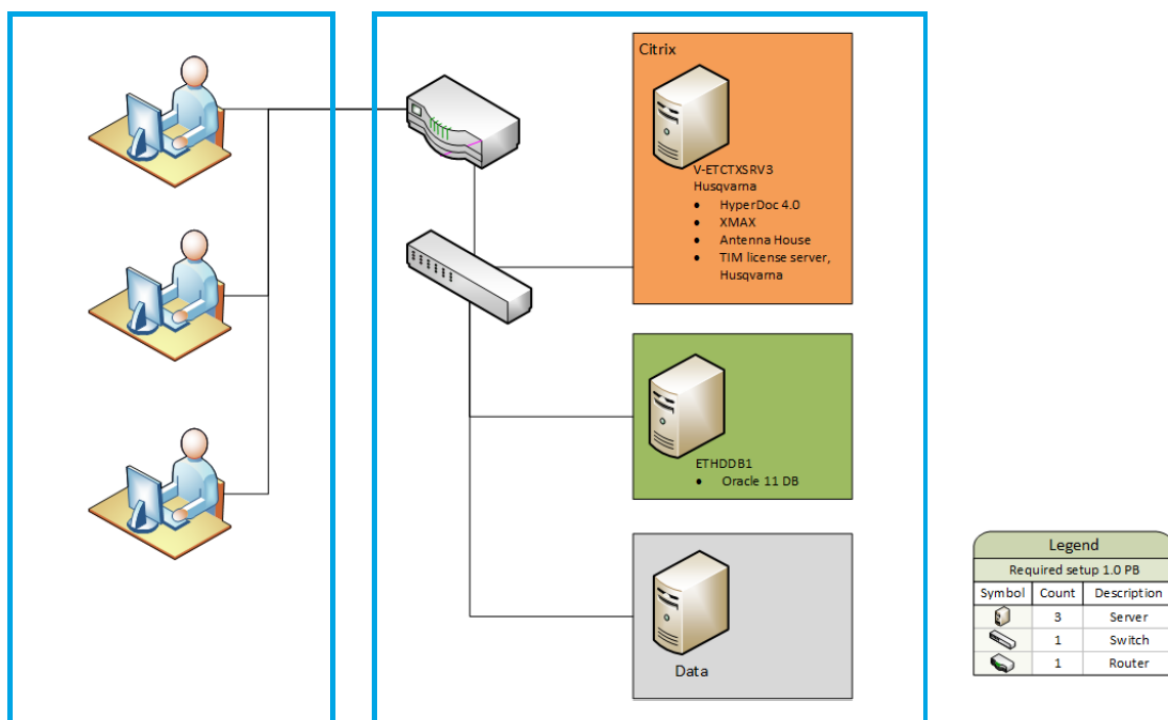 Citrix
V-ETCTXSRV3
Husqvarna
• HyperDoc 4.0
• XMAX
• Antenna House
• TIM license server,
Husqvarna
ETHDDB1
• Oracle 11 DB
Data
Legend
Required setup 1.0 PB
Symbol Count Description
3 Server
1 Switch
1 Router